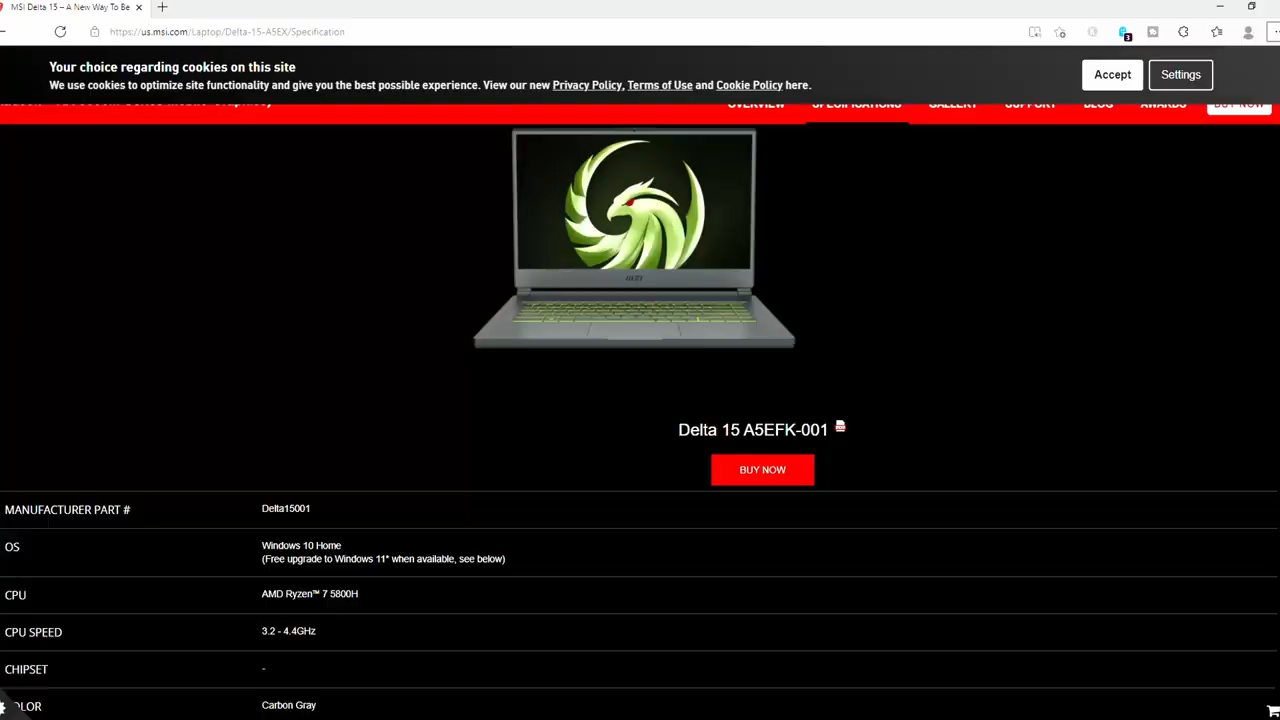 MSI Delta 15 – A New Way To Be
https://us.msi.com/Laptop/Delta-15-A5EX/Specification
3
Your choice regarding cookies on this site
We use cookies to optimize site functionality and give you the best possible experience. View our new Privacy Policy, Terms of Use and Cookie Policy here.
Accept
Settings
OVERVIEW SPECIFICATIONS GALLERY SUPPORT BLOG AWARDS BUY NOW
Delta 15 A5EFK-001
BUY NOW
MANUFACTURER PART # Delta15001
OS Windows 10 Home
(Free upgrade to Windows 11* when available, see below)
CPU AMD Ryzen™ 7 5800H
CPU SPEED 3.2 - 4.4GHz
CHIPSET -
OLOR Carbon Gray